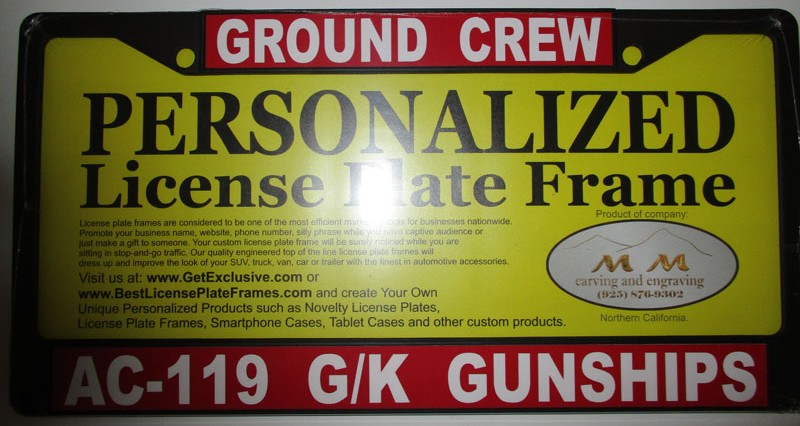 GROUND CREW
PERSONALIZED
License Plate Frame
License plate frames are considered to be one of the most efficient marketing tools for businesses nationwide.
Promote your business name, website, phone number, silly phrase while you have captive audience or
just make a gift to someone. Your custom license plate frame will be surely noticed while you are
sitting in stop-and-go traffic. Our quality engineered top of the line license plate frames will
dress up and improve the look of your SUV, truck, van, car or trailer with the finest in automotive accessories.
Visit us at: www.GetExclusive.com or
www.BestLicensePlateFrames.com and create Your Own
Unique Personalized Products such as Novelty License Plates,
License Plate Frames, Smartphone Cases, Tablet Cases and other custom products.
Product of company:
M M
carving and engraving
(925) 876-9302
Northern California.
AC-119 G/K GUNSHIPS